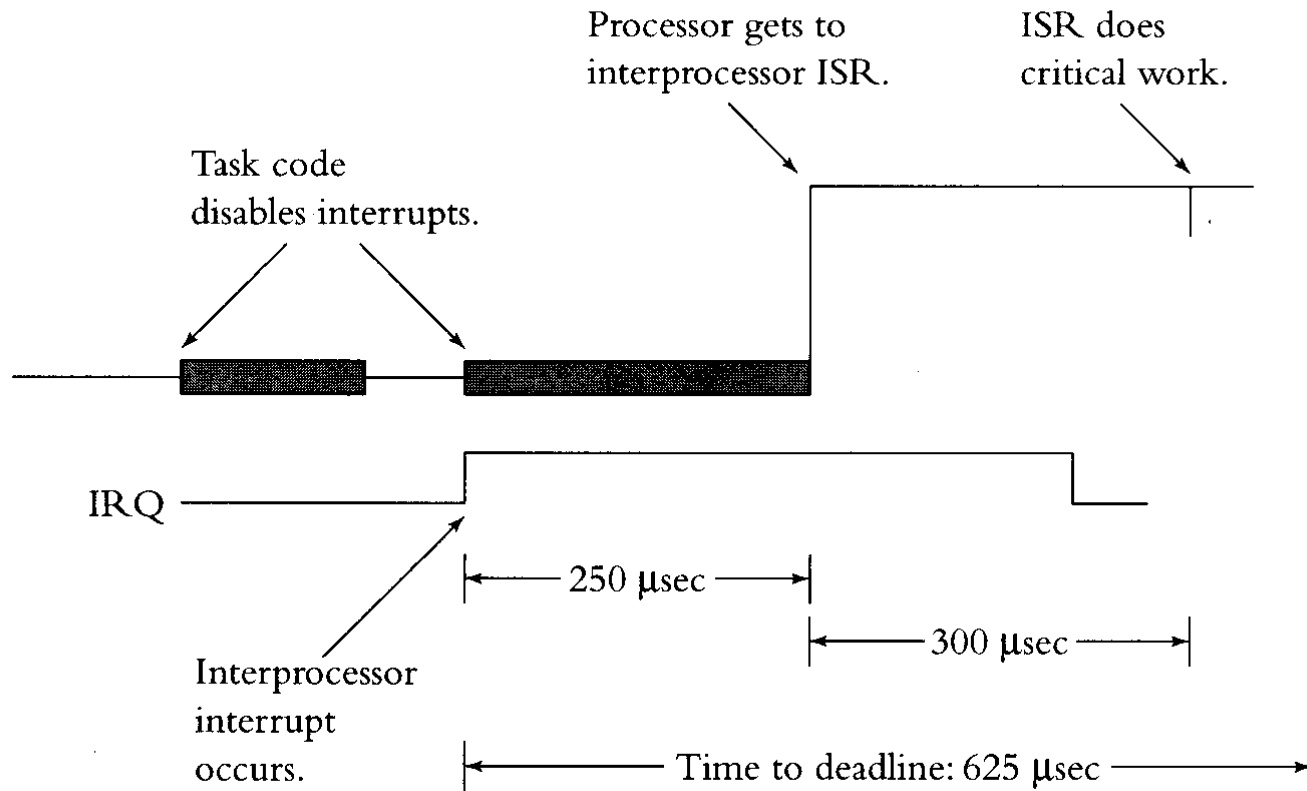 Processor gets to
interprocessor ISR.
ISR does
critical work.
Task code
disables interrupts.
IRQ
250 μsec
300 μsec
Interprocessor
interrupt
occurs.
Time to deadline: 625 μsec